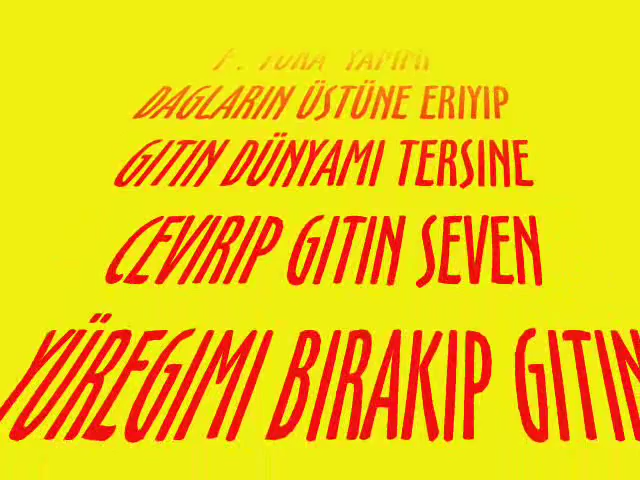 DAGLARIN ÜSTÜNE ERIYIP
GITIN DÜNYAMI TERSINE
CEVIRIP GITIN SEVEN
YÜREGIMI BIRAKIP GITIN